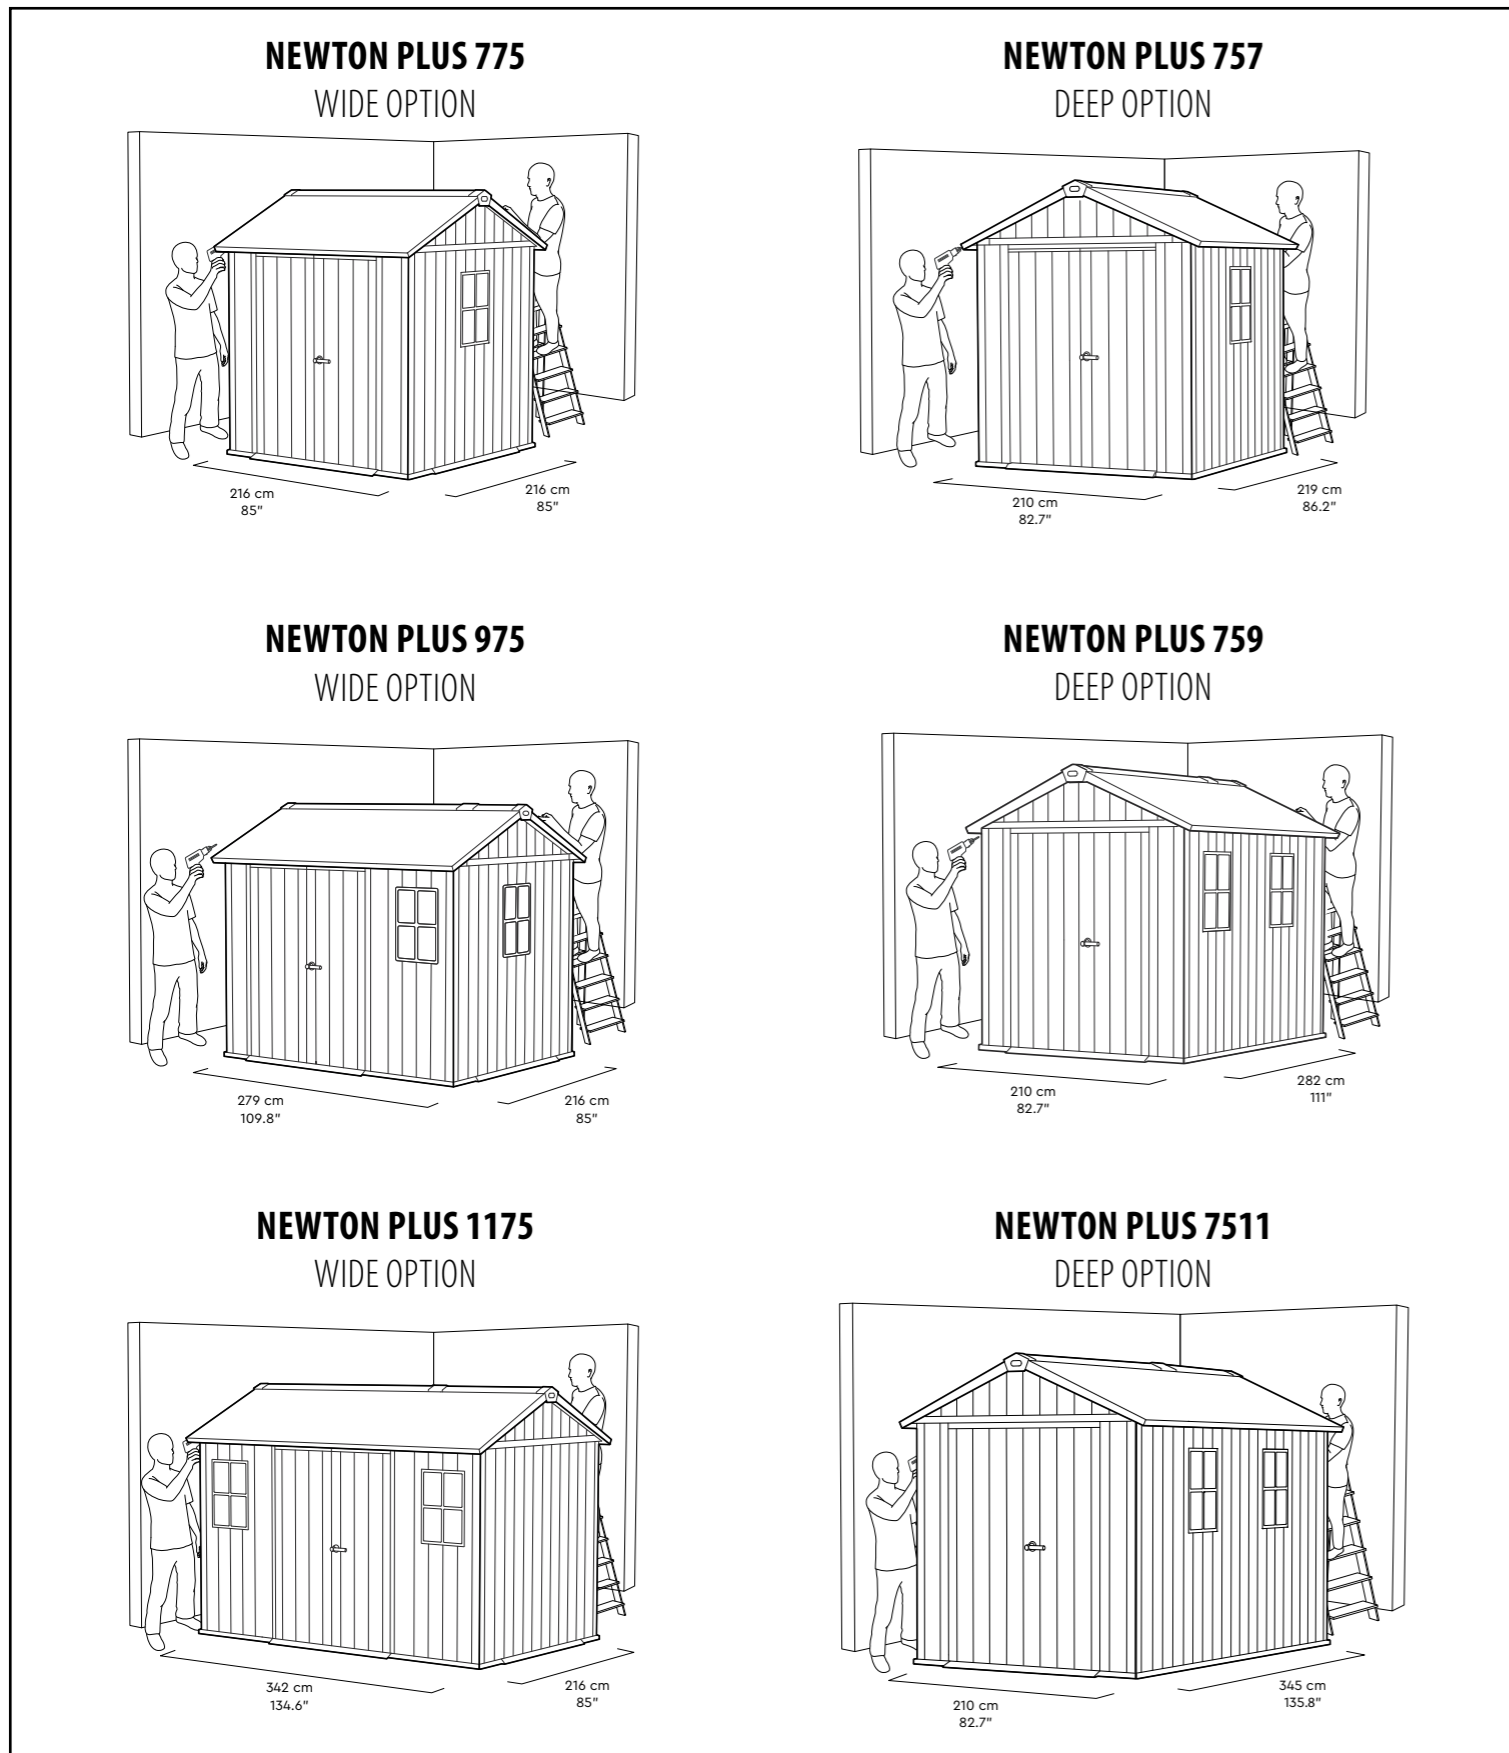 NEWTON PLUS 775
WIDE OPTION
216 cm
85"
216 cm
85"
NEWTON PLUS 757
DEEP OPTION
210 cm
82.7"
219 cm
86.2"
NEWTON PLUS 975
WIDE OPTION
279 cm
109.8"
216 cm
85"
NEWTON PLUS 759
DEEP OPTION
210 cm
82.7"
282 cm
111"
NEWTON PLUS 1175
WIDE OPTION
342 cm
134.6"
216 cm
85"
NEWTON PLUS 7511
DEEP OPTION
210 cm
82.7"
345 cm
135.8"